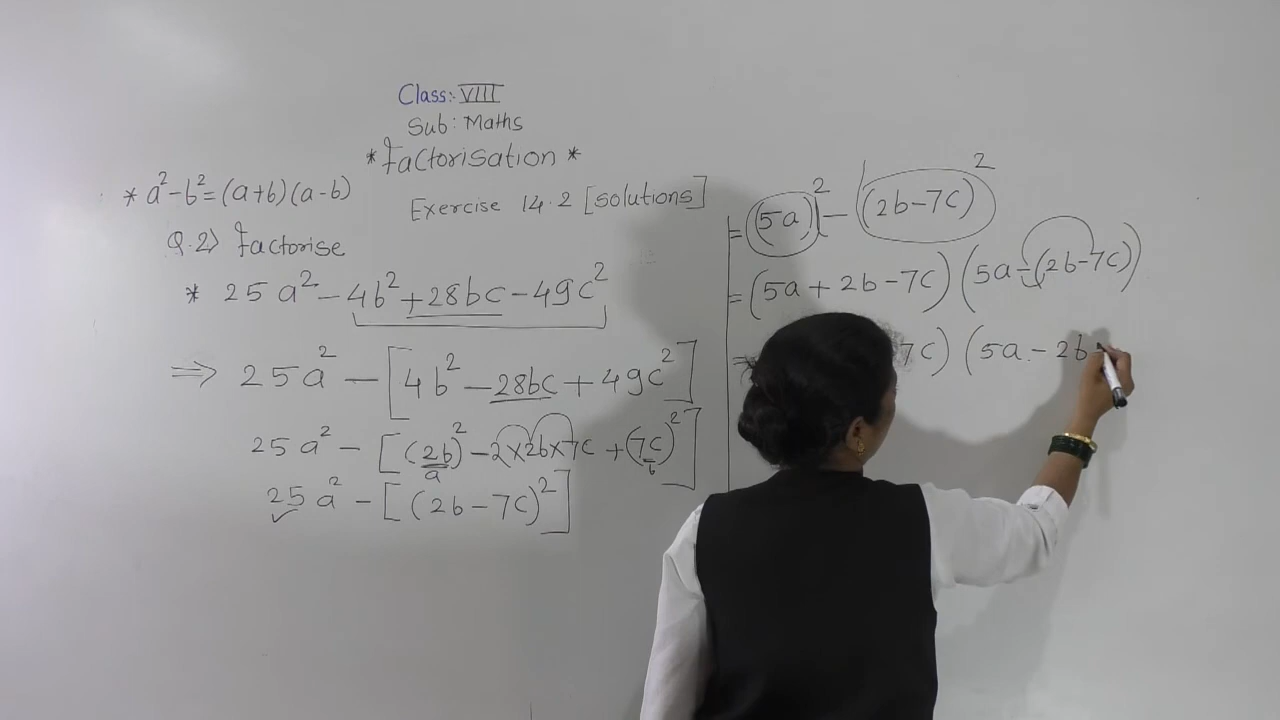 Class:- VIII
Sub: Maths
* Factorisation *
* a²-b²=(a+b)(a-b)
Exercise 14.2 [solutions]
Q.2> Factorise
* 25a²-4b²+28bc-49c²
⇒ 25a² - [4b²-28bc+49c²]
25a² - [(2b)²-2×2b×7c+(7c)²]
a b
25a² - [(2b-7c)²]
= (5a)² - (2b-7c)²
= (5a+2b-7c) (5a-(2b-7c))
7c) (5a-2b